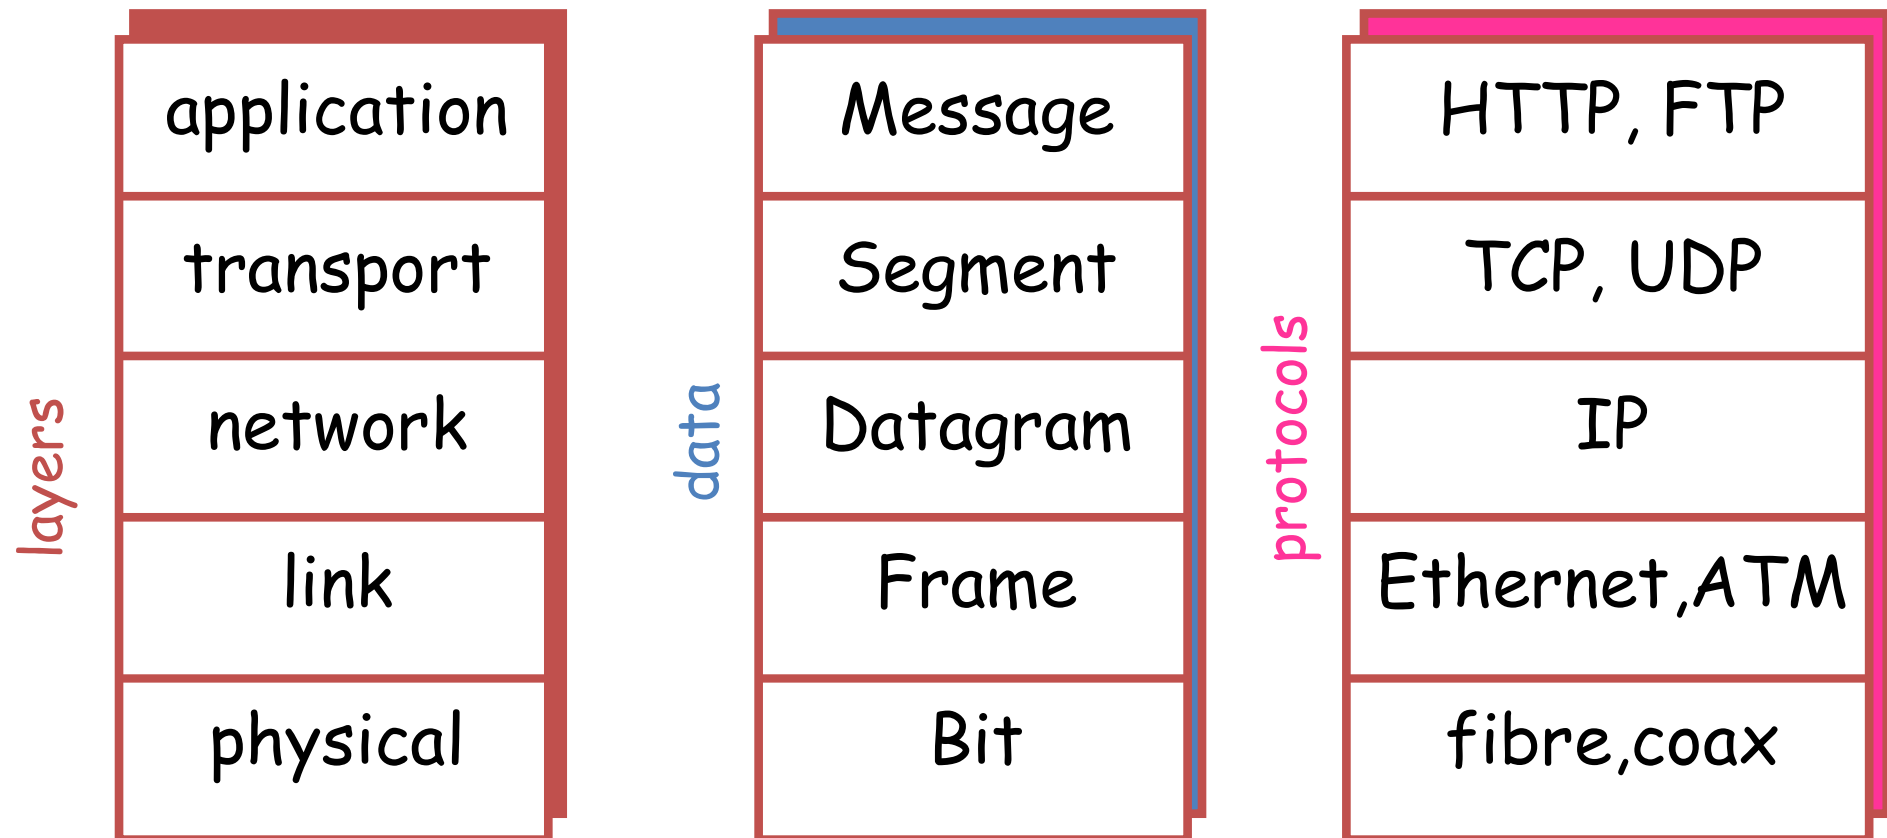 layers
application
transport
network
link
physical
data
Message
Segment
Datagram
Frame
Bit
protocols
HTTP, FTP
TCP, UDP
IP
Ethernet,ATM
fibre,coax